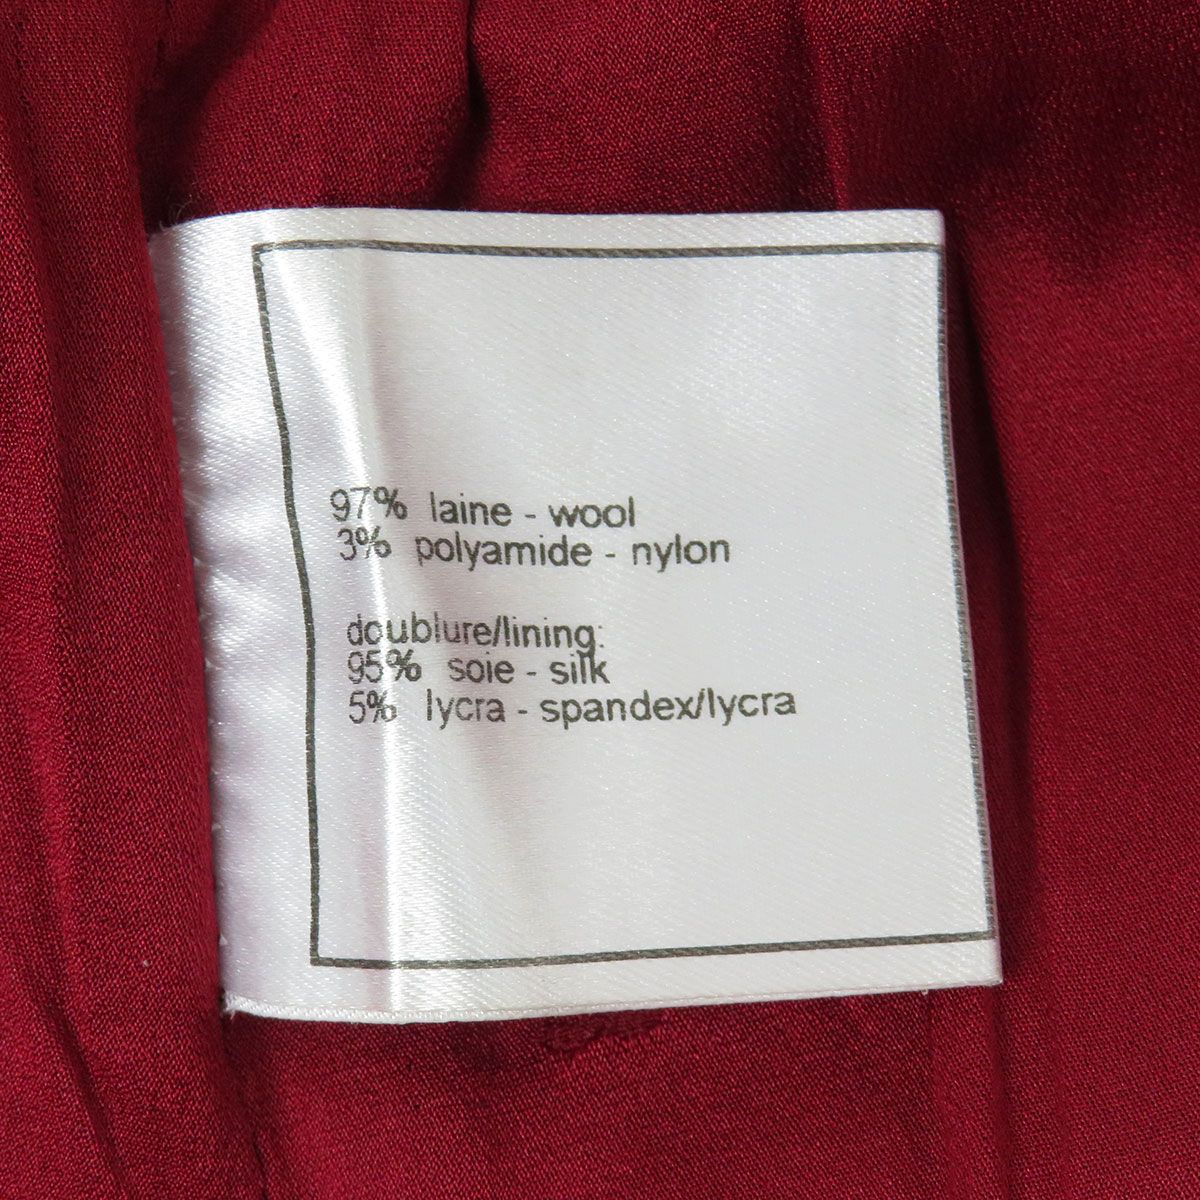 97% laine - wool
3% polyamide - nylon
doublure/lining:
95% soie - silk
5% lycra - spandex/lycra